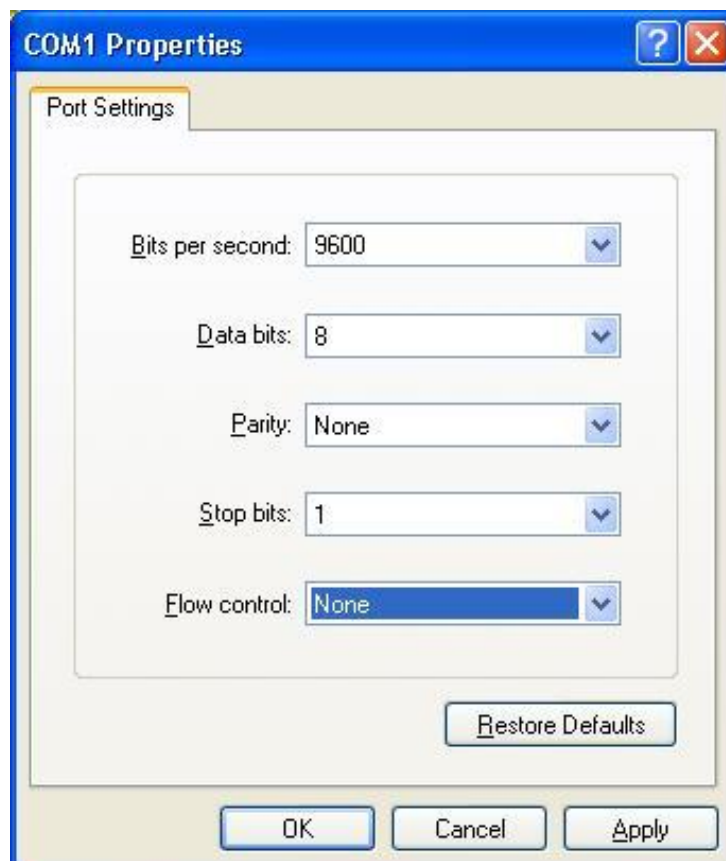 COM1 Properties
Port Settings
Bits per second: 9600
Data bits: 8
Parity: None
Stop bits: 1
Flow control: None
Restore Defaults
OK Cancel Apply